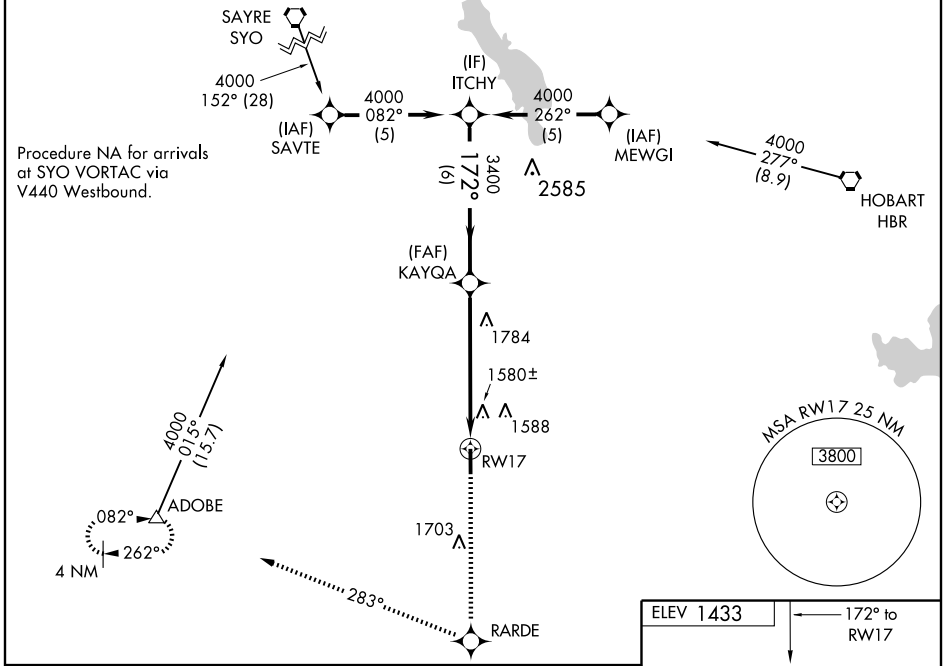 SAYRE
SYO
4000
152° (28)
(IAF)
SAVTE
4000
082°
(5)
(IF)
ITCHY
4000
262°
(5)
(IAF)
MEWGI
4000
277°
(8.9)
HOBART
HBR
Procedure NA for arrivals
at SYO VORTAC via
V440 Westbound.
3400
172°
(6)
2585
(FAF)
KAYQA
1784
1580±
1588
RW17
MSA RW17 25 NM
3800
4000
015°
(15.7)
ADOBE
082°
262°
4 NM
1703
283°
RARDE
ELEV 1433
172° to
RW17